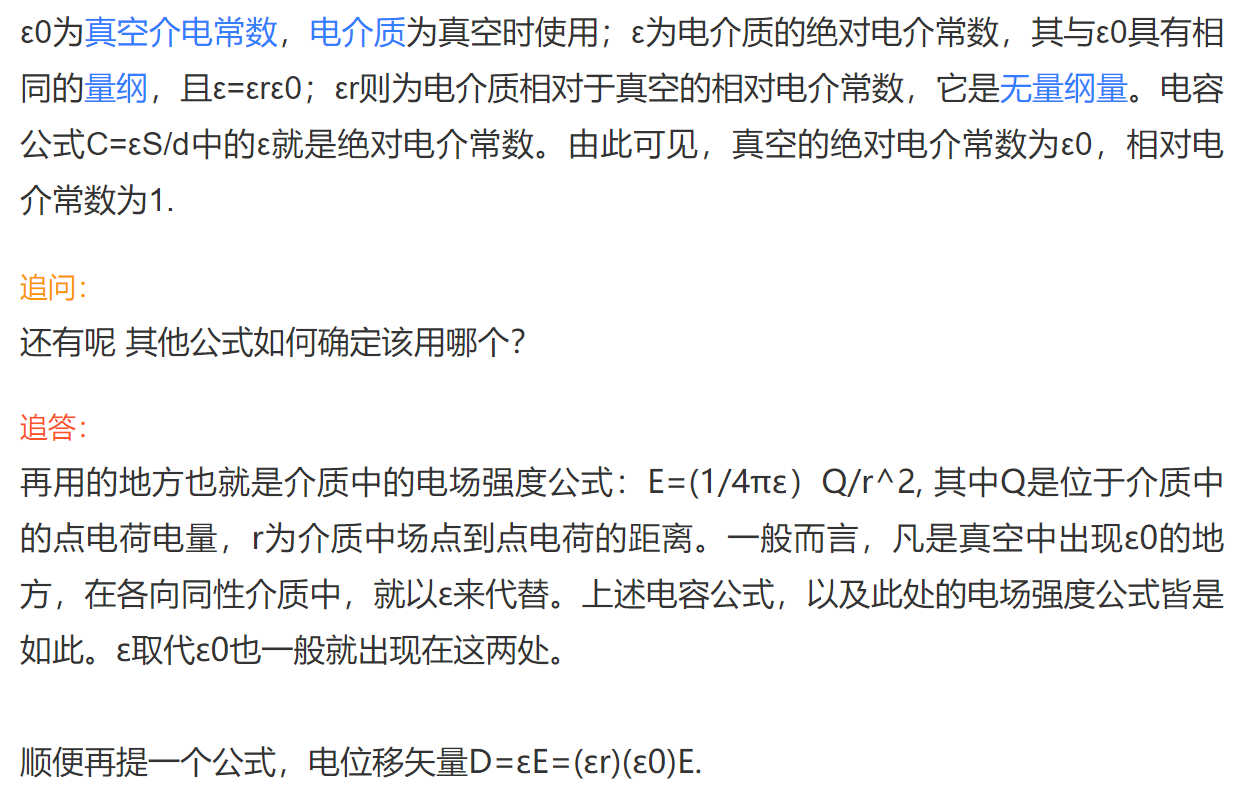 ε0为真空介电常数，电介质为真空时使用；ε为电介质的绝对电介常数，其与ε0具有相
同的量纲，且ε=εrε0；εr则为电介质相对于真空的相对电介常数，它是无量纲量。电容
公式C=εS/d中的ε就是绝对电介常数。由此可见，真空的绝对电介常数为ε0，相对电
介常数为1.
追问：
还有呢 其他公式如何确定该用哪个？
追答：
再用的地方也就是介质中的电场强度公式：E=(1/4πε）Q/r^2, 其中Q是位于介质中
的点电荷电量，r为介质中场点到点电荷的距离。一般而言，凡是真空中出现ε0的地
方，在各向同性介质中，就以ε来代替。上述电容公式，以及此处的电场强度公式皆是
如此。ε取代ε0也一般就出现在这两处。
顺便再提一个公式，电位移矢量D=εE=(εr)(ε0)E.